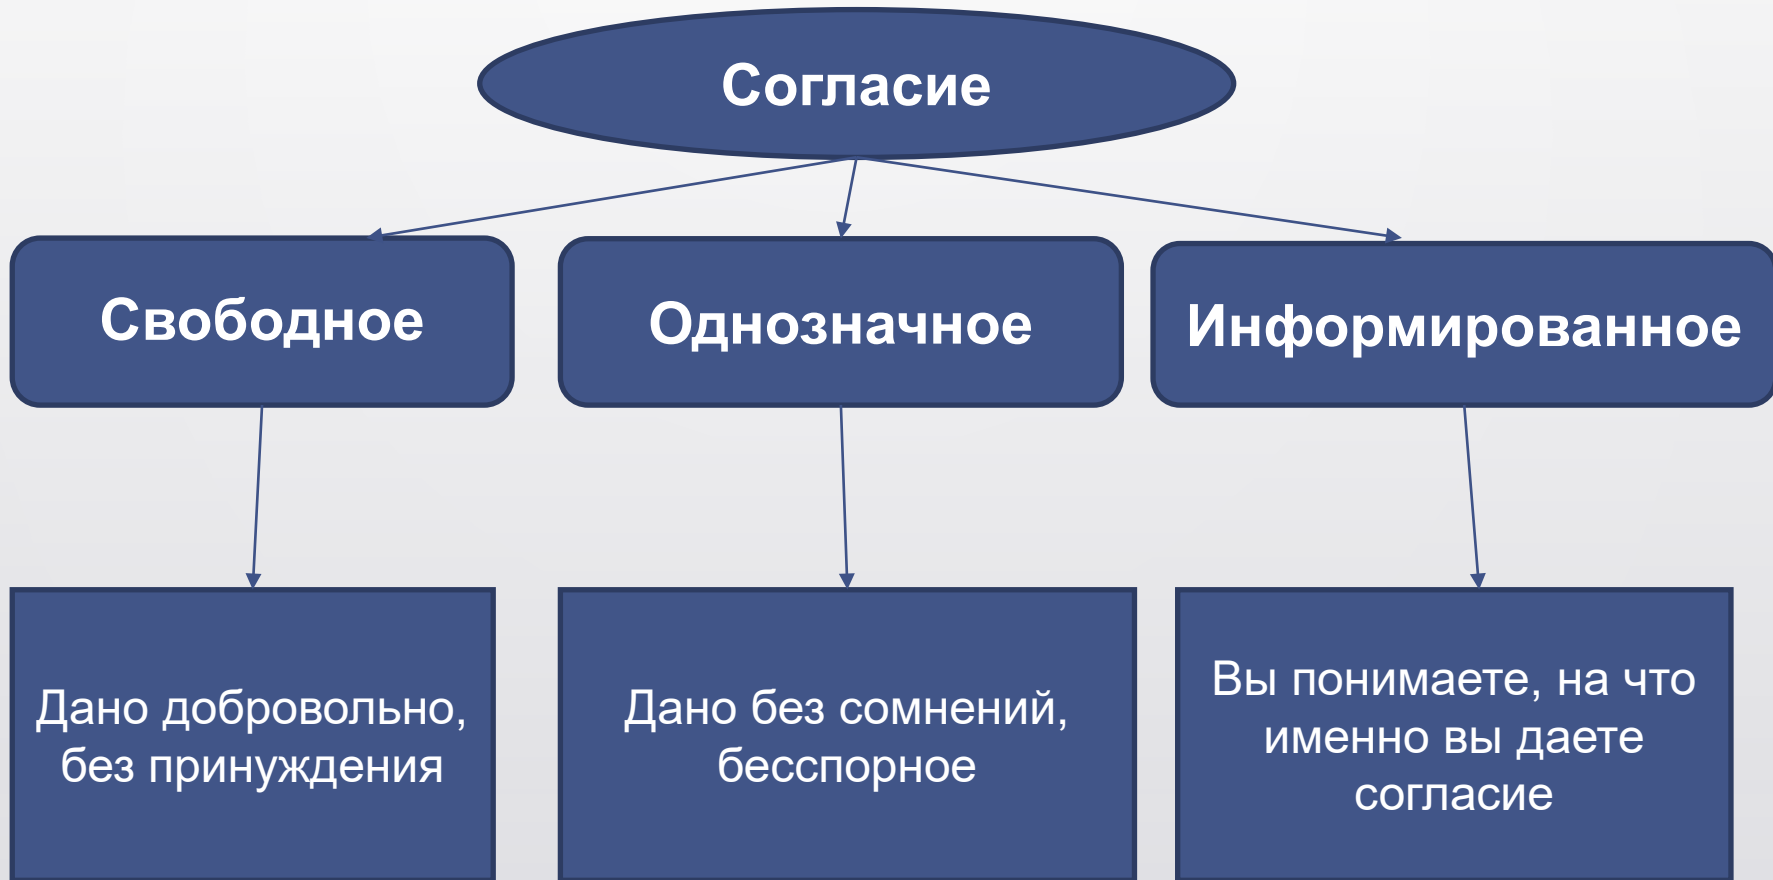 Согласие
Свободное
Однозначное
Информированное
Дано добровольно,
без принуждения
Дано без сомнений,
бесспорное
Вы понимаете, на что
именно вы даете
согласие